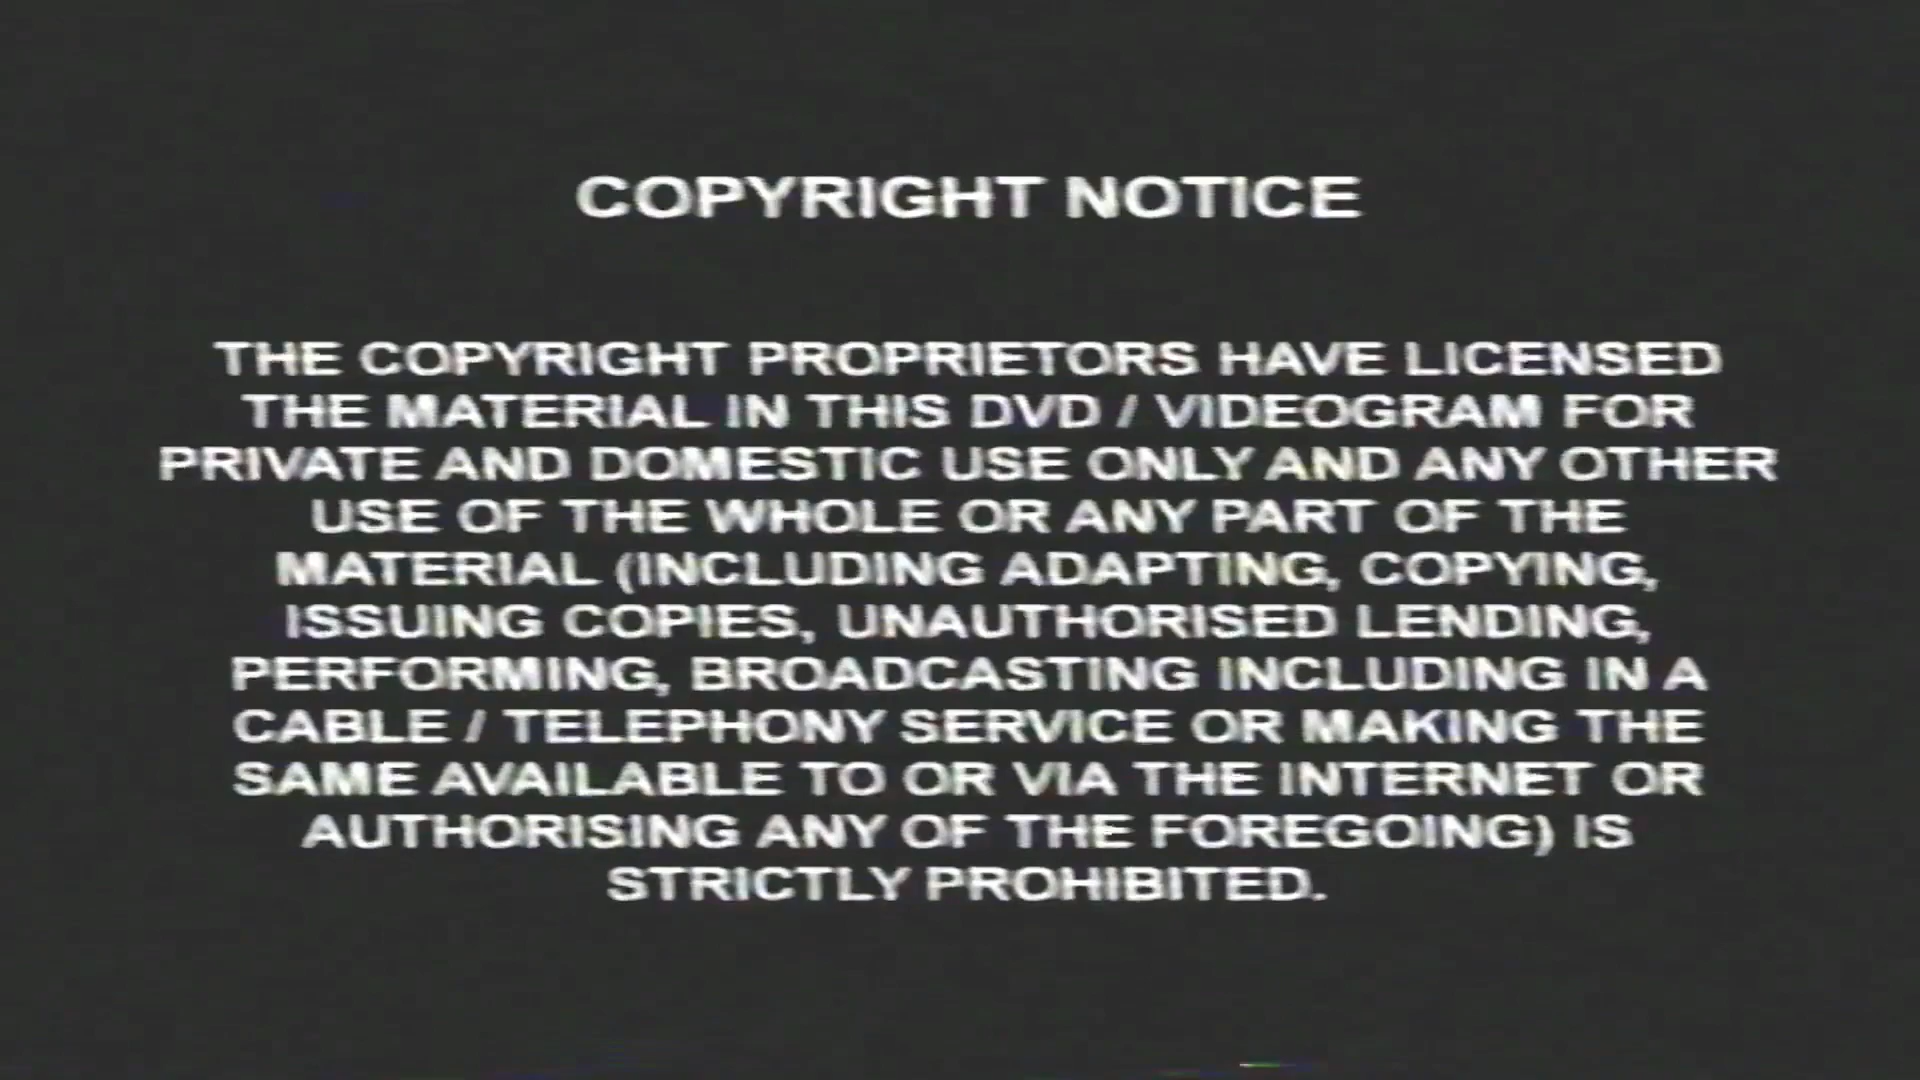 COPYRIGHT NOTICE
THE COPYRIGHT PROPRIETORS HAVE LICENSED
THE MATERIAL IN THIS DVD / VIDEOGRAM FOR
PRIVATE AND DOMESTIC USE ONLY AND ANY OTHER
USE OF THE WHOLE OR ANY PART OF THE
MATERIAL (INCLUDING ADAPTING, COPYING,
ISSUING COPIES, UNAUTHORISED LENDING,
PERFORMING, BROADCASTING INCLUDING IN A
CABLE / TELEPHONY SERVICE OR MAKING THE
SAME AVAILABLE TO OR VIA THE INTERNET OR
AUTHORISING ANY OF THE FOREGOING) IS
STRICTLY PROHIBITED.